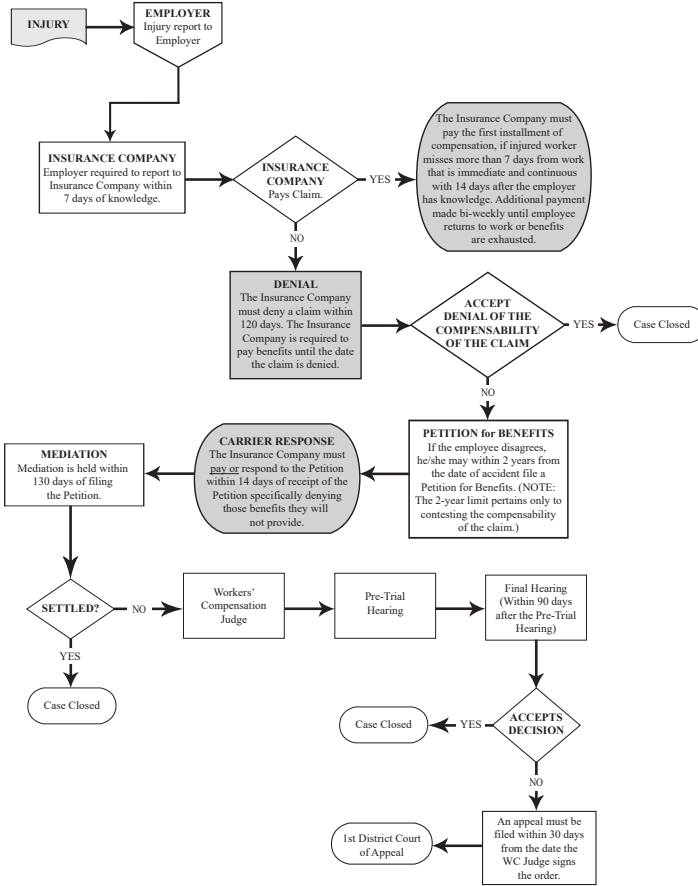 INJURY
EMPLOYER
Injury report to
Employer
INSURANCE COMPANY
Employer required to report to
Insurance Company within
7 days of knowledge.
INSURANCE
COMPANY
Pays Claim.
YES
The Insurance Company must
pay the first installment of
compensation, if injured worker
misses more than 7 days from work
that is immediate and continuous
with 14 days after the employer
has knowledge. Additional payment
made bi-weekly until employee
returns to work or benefits
are exhausted.
NO
DENIAL
The Insurance Company
must deny a claim within
120 days. The Insurance
Company is required to
pay benefits until the date
the claim is denied.
ACCEPT
DENIAL OF THE
COMPENSABILITY
OF THE CLAIM
YES
Case Closed
NO
PETITION for BENEFITS
If the employee disagrees,
he/she may within 2 years from
the date of accident file a
Petition for Benefits. (NOTE:
The 2-year limit pertains only to
contesting the compensability
of the claim.)
CARRIER RESPONSE
The Insurance Company must
pay or respond to the Petition
within 14 days of receipt of the
Petition specifically denying
those benefits they will
not provide.
MEDIATION
Mediation is held within
130 days of filing
the Petition.
SETTLED?
NO
Workers'
Compensation
Judge
Pre-Trial
Hearing
Final Hearing
(Within 90 days
after the Pre-Trial
Hearing)
YES
Case Closed
ACCEPTS
DECISION
YES
Case Closed
NO
An appeal must be
filed within 30 days
from the date the
WC Judge signs
the order.
1st District Court
of Appeal